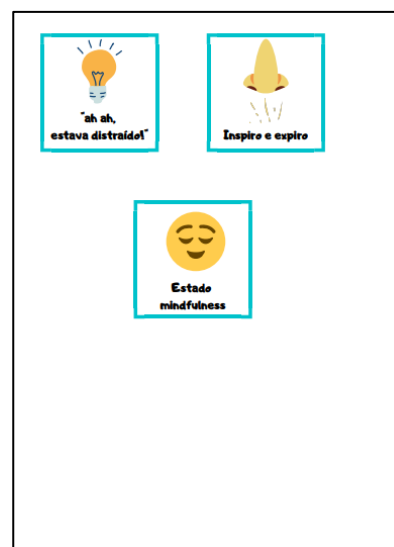 "ah ah,
estava distraído!"
Inspiro e expiro
Estado
mindfulness